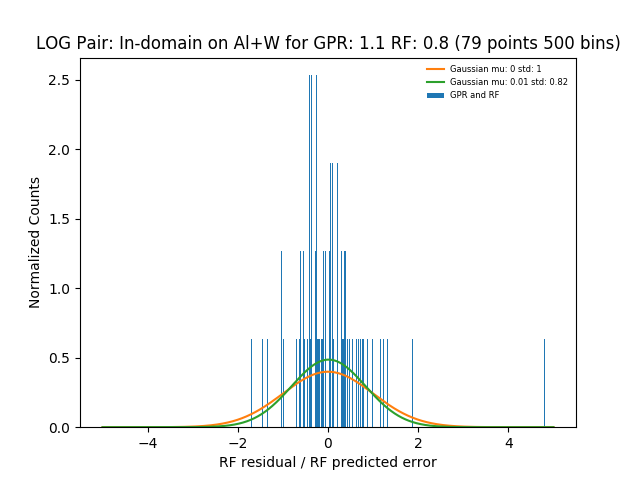 LOG Pair: In-domain on Al+W for GPR: 1.1 RF: 0.8 (79 points 500 bins)
Gaussian mu: 0 std: 1
Gaussian mu: 0.01 std: 0.82
GPR and RF
Normalized Counts
2.5
2.0
1.5
1.0
0.5
0.0
−4 −2 0 2 4
RF residual / RF predicted error